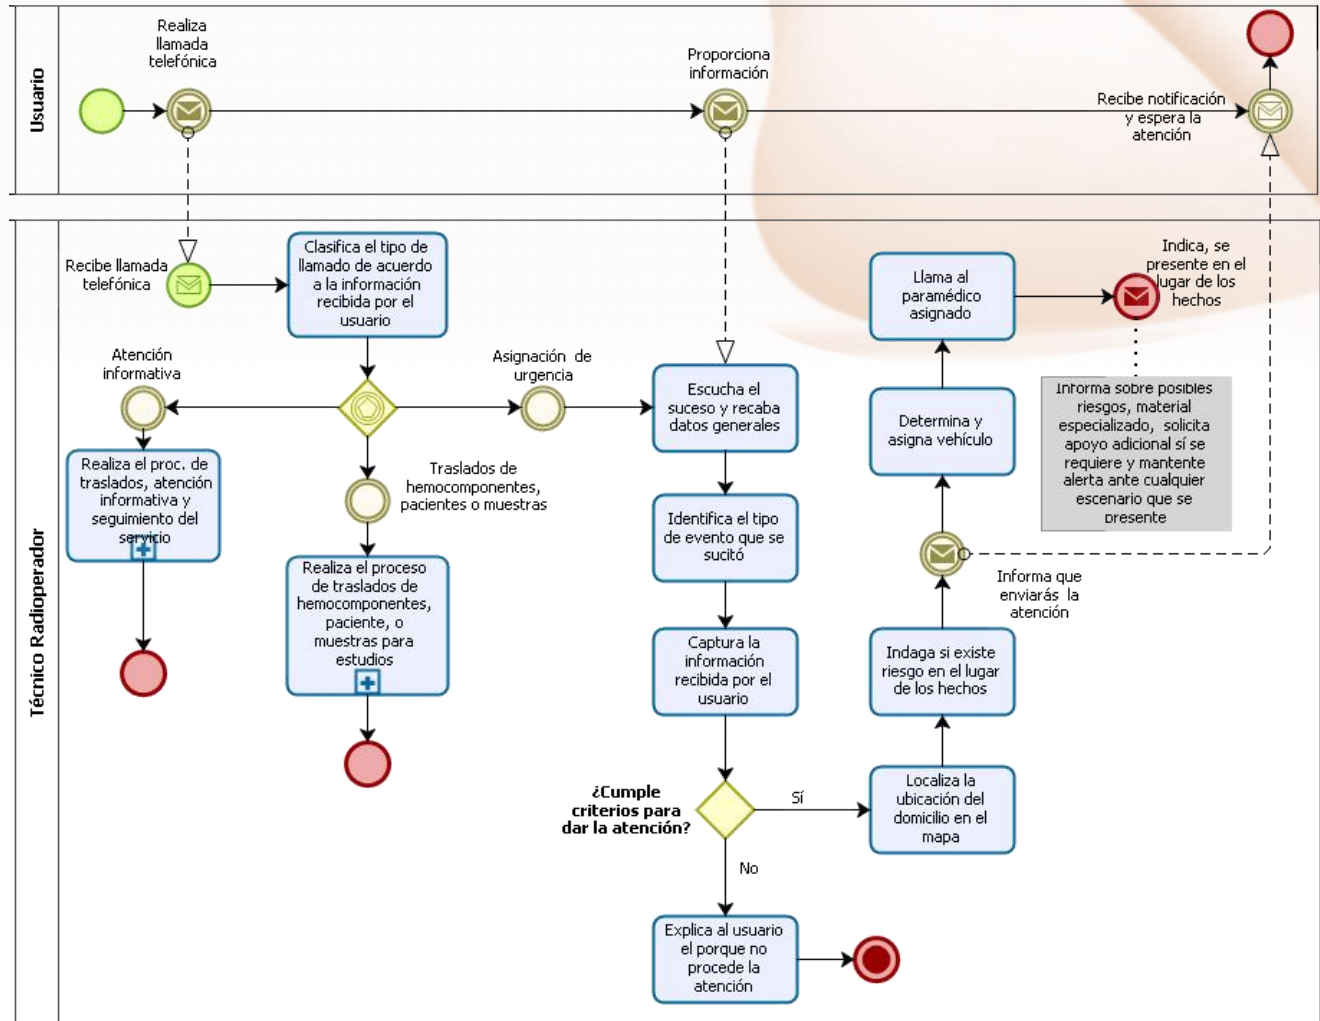 Usuario
Realiza
llamada
telefónica
Proporciona
información
Recibe notificación
y espera la
atención
Técnico Radioperador
Recibe llamada
telefónica
Clasifica el tipo de
llamado de acuerdo
a la información
recibida por el
usuario
Atención
informativa
Realiza el proc. de
traslados, atención
informativa y
seguimiento del
servicio
Traslados de
hemocomponentes,
pacientes o muestras
Realiza el proceso
de traslados de
hemocomponentes,
paciente, o
muestras para
estudios
Asignación de
urgencia
Escucha el
suceso y recaba
datos generales
Identifica el tipo
de evento que se
sucitó
Captura la
información
recibida por el
usuario
¿Cumple
criterios para
dar la atención?
Sí
No
Explica al usuario
el porque no
procede la
atención
Localiza la
ubicación del
domicilio en el
mapa
Indaga si existe
riesgo en el lugar
de los hechos
Informa que
enviarás la
atención
Determina y
asigna vehículo
Llama al
paramédico
asignado
Indica, se
presente en el
lugar de los
hechos
Informa sobre posibles
riesgos, material
especializado, solicita
apoyo adicional sí se
requiere y mantente
alerta ante cualquier
escenario que se
presente